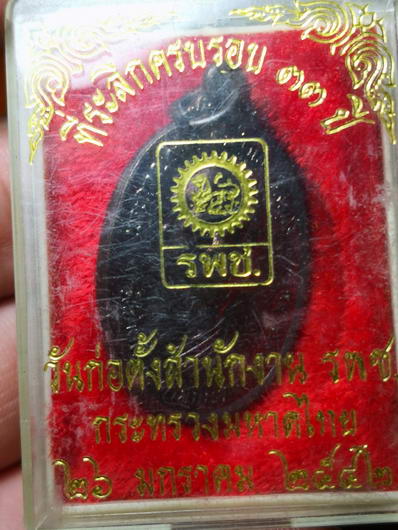 ที่ระลึกครบรอบ ๓๓ ปี
รพช.
วันก่อตั้งสำนักงาน รพช.
กระทรวงมหาดไทย
๒๖ มกราคม ๒๕๔๒